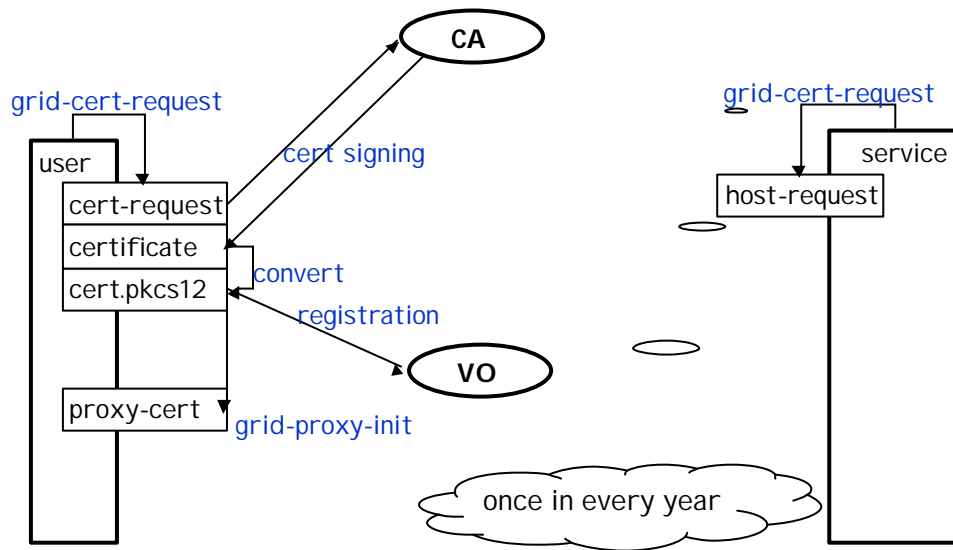 CA
grid-cert-request
grid-cert-request
user
cert signing
service
cert-request
host-request
certificate
convert
cert.pkcs12
registration
VO
proxy-cert
grid-proxy-init
once in every year